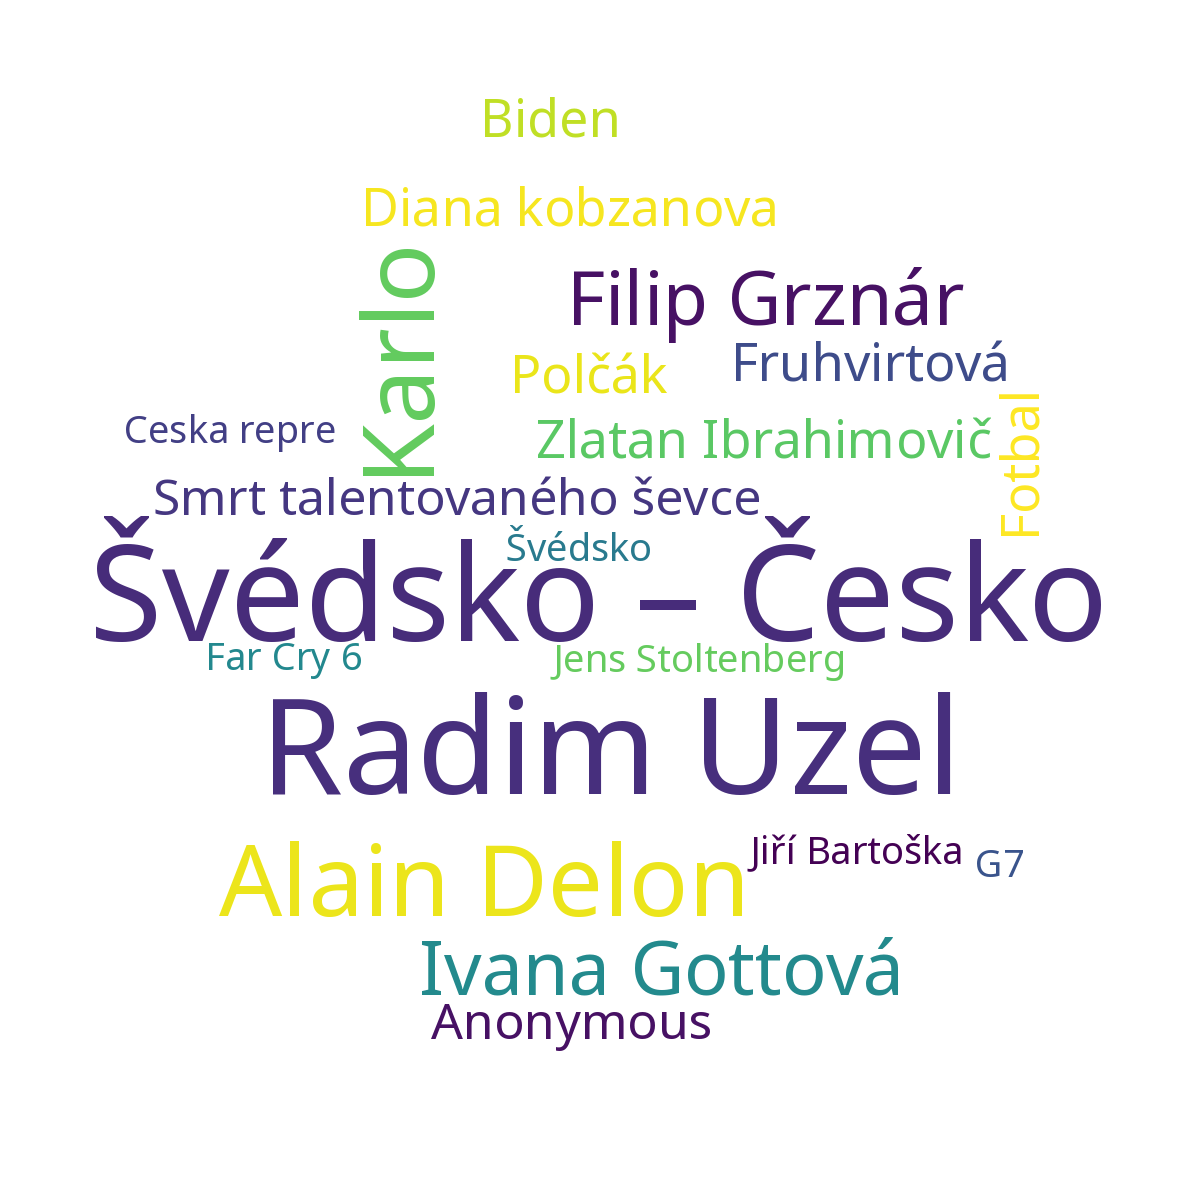 Biden
Diana kobzanova
Karlo
Filip Grznár
Fruhvirtová
Polčák
Fotbal
Ceska repre
Zlatan Ibrahimovič
Smrt talentovaného ševce
Švédsko
Švédsko – Česko
Far Cry 6
Jens Stoltenberg
Radim Uzel
Jiří Bartoška
G7
Alain Delon
Ivana Gottová
Anonymous